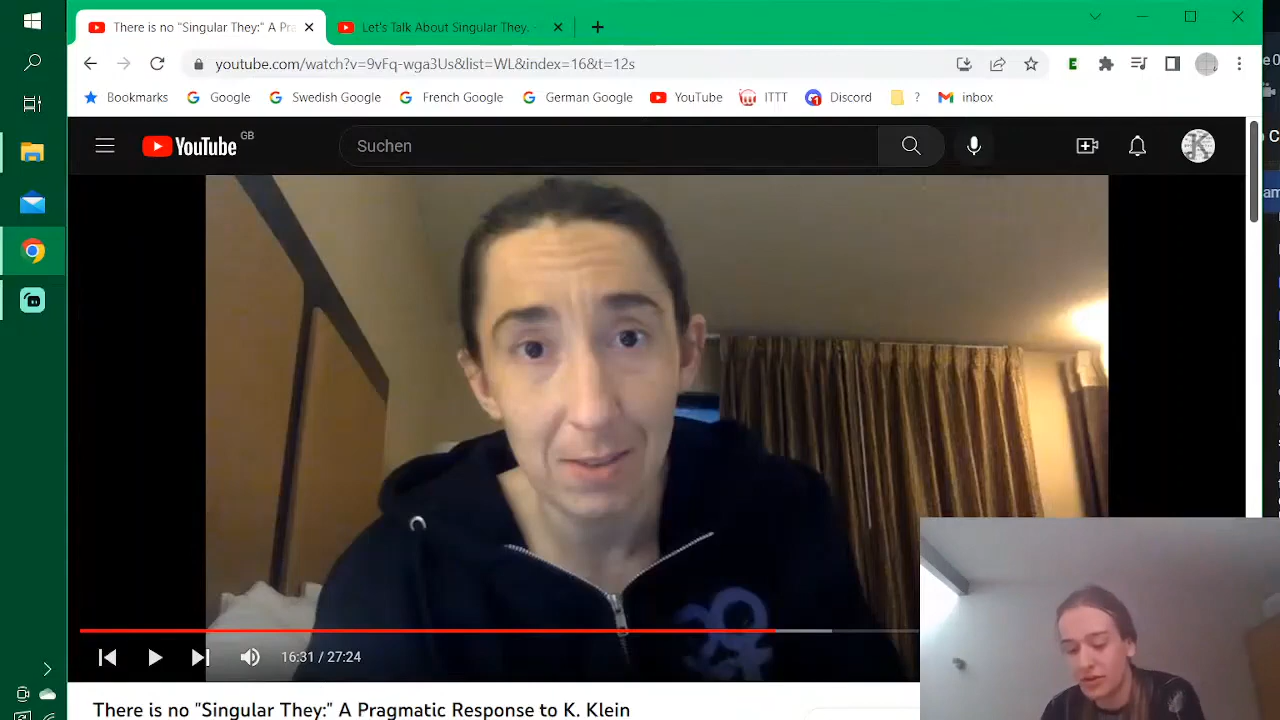 There is no "Singular They:" A Pra
Let's Talk About Singular They.
youtube.com/watch?v=9vFq-wga3Us&list=WL&index=16&t=12s
Bookmarks Google Swedish Google French Google German Google YouTube ITTT Discord ? inbox
YouTube GB
Suchen
16:31 / 27:24
There is no "Singular They:" A Pragmatic Response to K. Klein